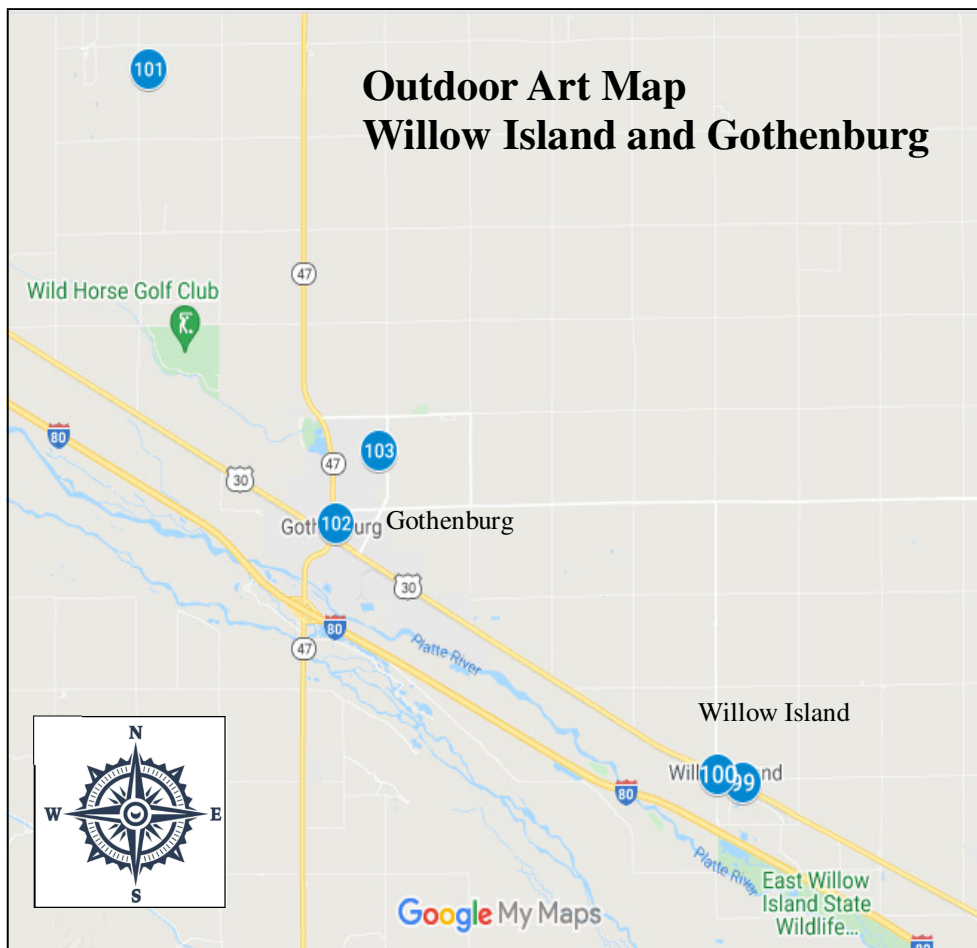 101
Outdoor Art Map
Willow Island and Gothenburg
47
Wild Horse Golf Club
80
103
47
30
102
Gothenburg
30
80
47
Platte River
Willow Island
100
99
80
Platte River
East Willow
Island State
Wildlife...
80
N
W
E
S
Google My Maps